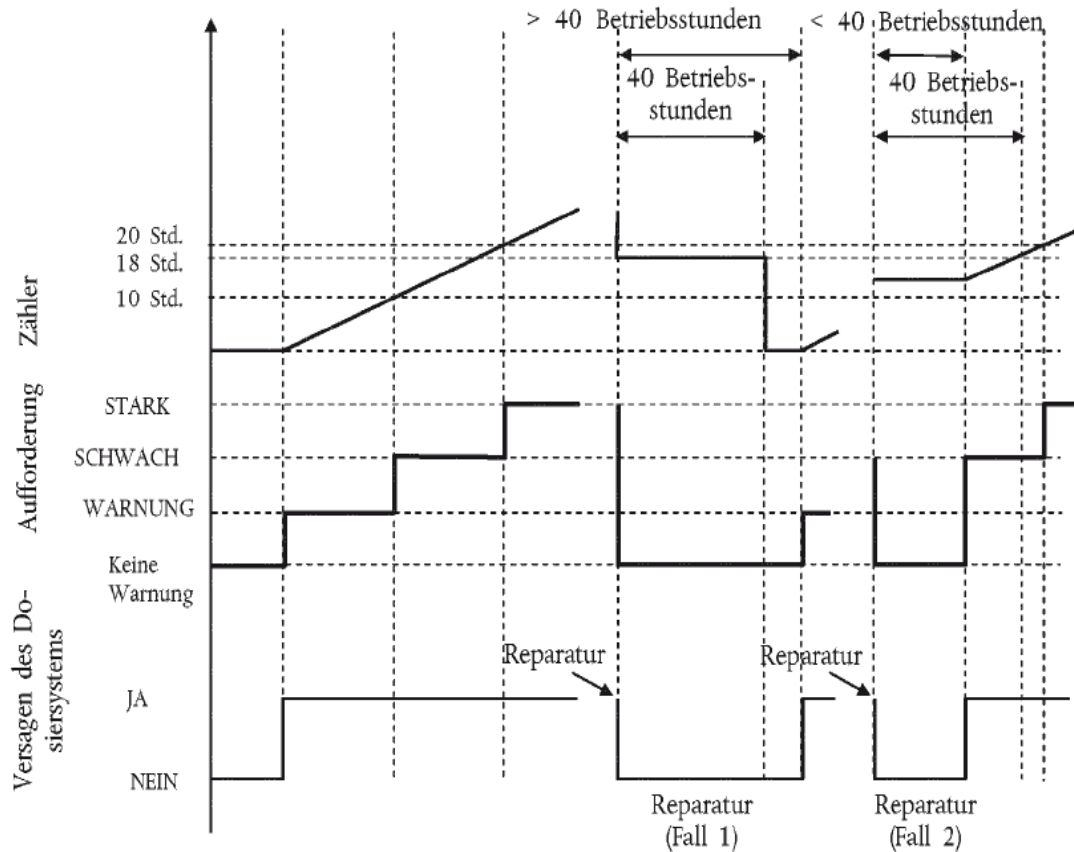 > 40 Betriebsstunden
< 40 Betriebsstunden
40 Betriebs-
stunden
40 Betriebs-
stunden
Zähler
20 Std.
18 Std.
10 Std.
Aufforderung
STARK
SCHWACH
WARNUNG
Keine
Warnung
Versagen des Do-
siersystems
JA
NEIN
Reparatur
Reparatur
Reparatur
(Fall 1)
Reparatur
(Fall 2)